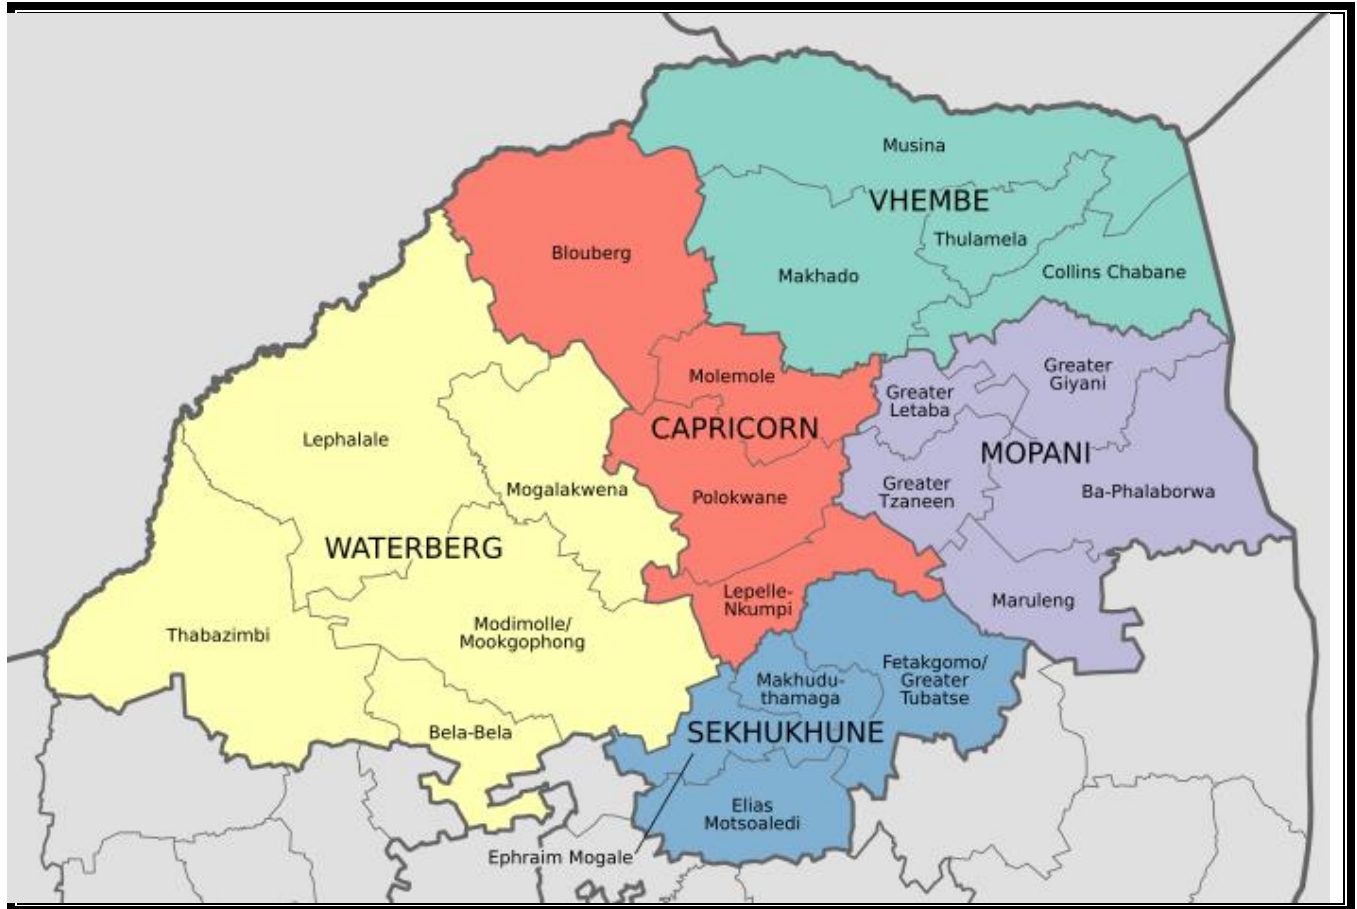 Musina
VHEMBE
Thulamela
Makhado
Collins Chabane
Blouberg
Molemole
CAPRICORN
Polokwane
Lepelle-
Nkumpi
Greater
Giyani
Greater
Letaba
MOPANI
Greater
Tzaneen
Ba-Phalaborwa
Maruleng
Lephalale
Mogalakwena
WATERBERG
Thabazimbi
Modimolle/
Mookgophong
Bela-Bela
Fetakgomo/
Greater
Tubatse
Makhudu-
thamaga
SEKHUKHUNE
Elias
Motsoaledi
Ephraim Mogale